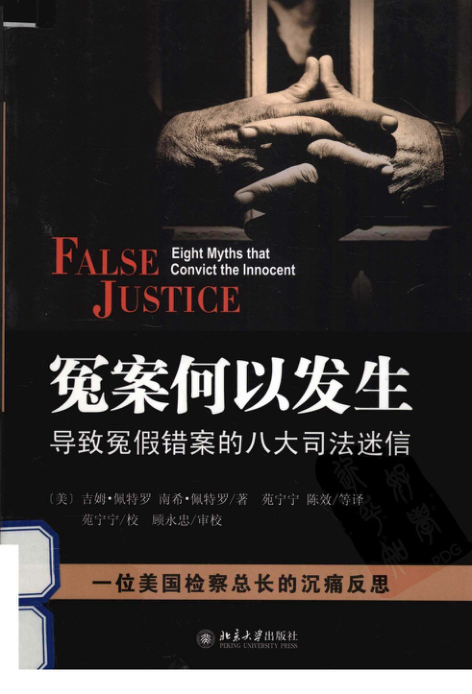 FALSE
JUSTICE
Eight Myths that
Convict the Innocent
冤案何以发生
导致冤假错案的八大司法迷信
〔美〕吉姆·佩特罗 南希·佩特罗/著 苑宁宁 陈效/等译
苑宁宁/校 顾永忠/审校
PDG
一位美国检察总长的沉痛反思
北京大学出版社
PEKING UNIVERSITY PRESS